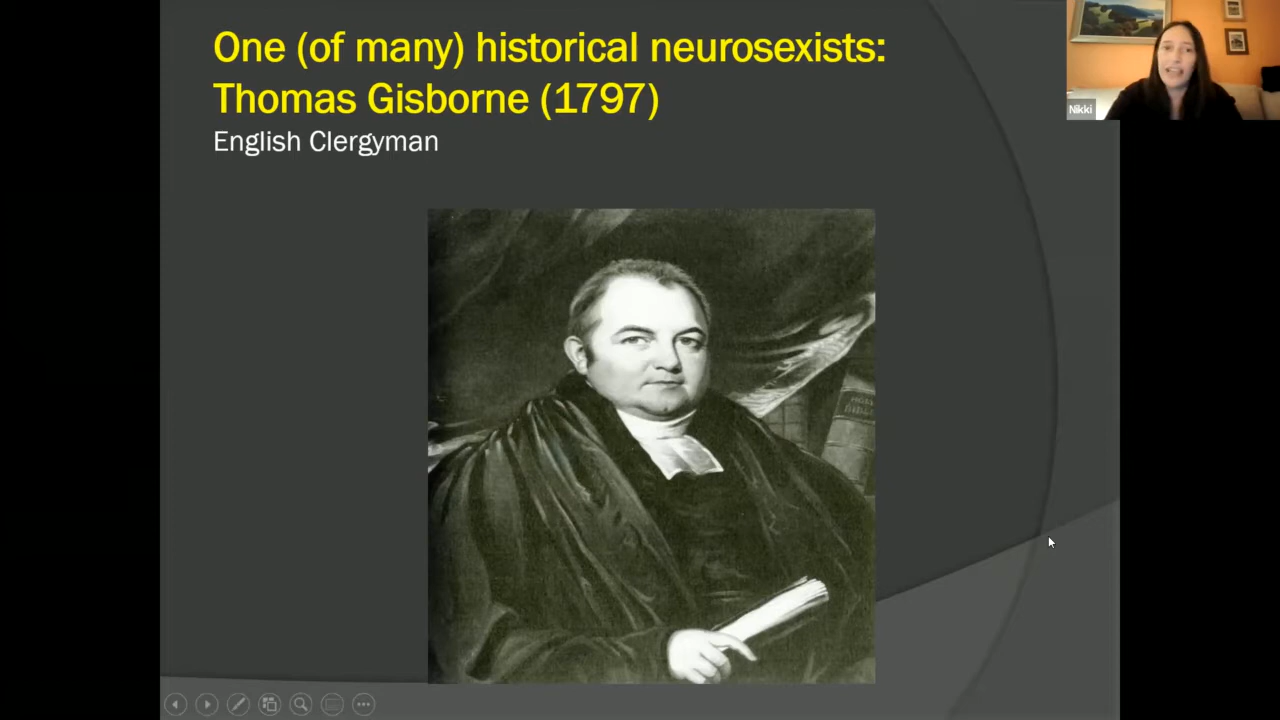 One (of many) historical neurosexists:
Thomas Gisborne (1797)
English Clergyman
Nikki